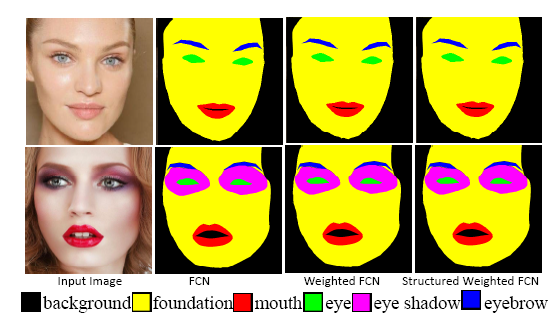 Input Image FCN Weighted FCN Structured Weighted FCN
background foundation mouth eye eye shadow eyebrow